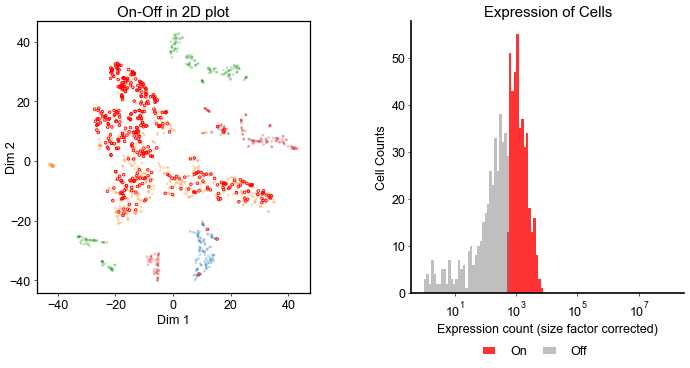 On-Off in 2D plot
Dim 2
40
20
0
−20
−40
−40 −20 0 20 40
Dim 1
Expression of Cells
Cell Counts
50
40
30
20
10
0
10^1 10^3 10^5 10^7
Expression count (size factor corrected)
On Off